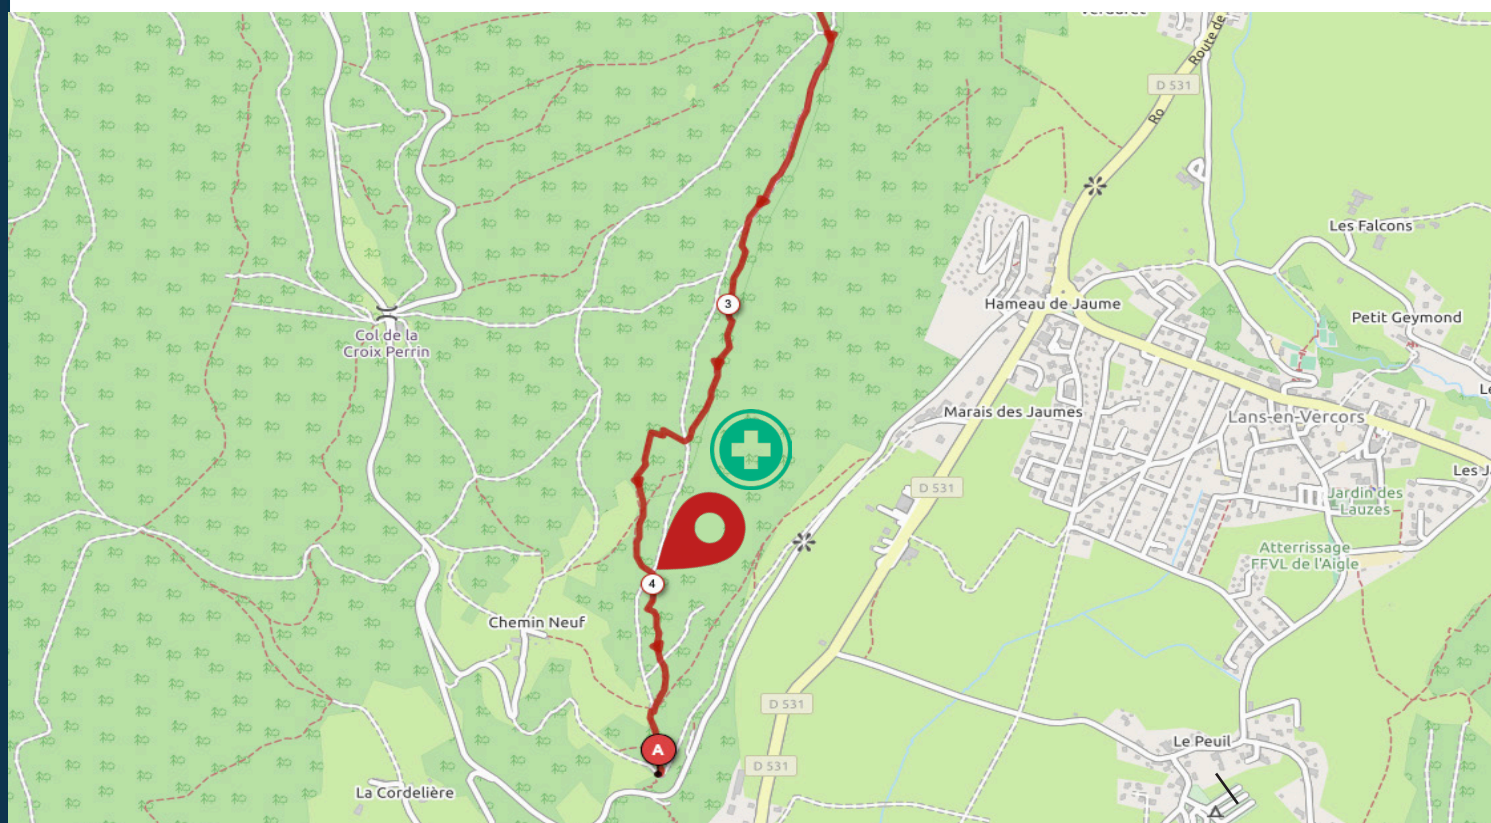 Route de
D 531
Ro
Les Falcons
Hameau de Jaume
3
Petit Geymond
Col de la
Croix Perrin
Marais des Jaumes
Lans-en-Vercors
D 531
Jardin des
Lauzes
Atterrissage
FFVL de l'Aigle
4
Chemin Neuf
D 531
Le Peuil
A
D 531
La Cordelière